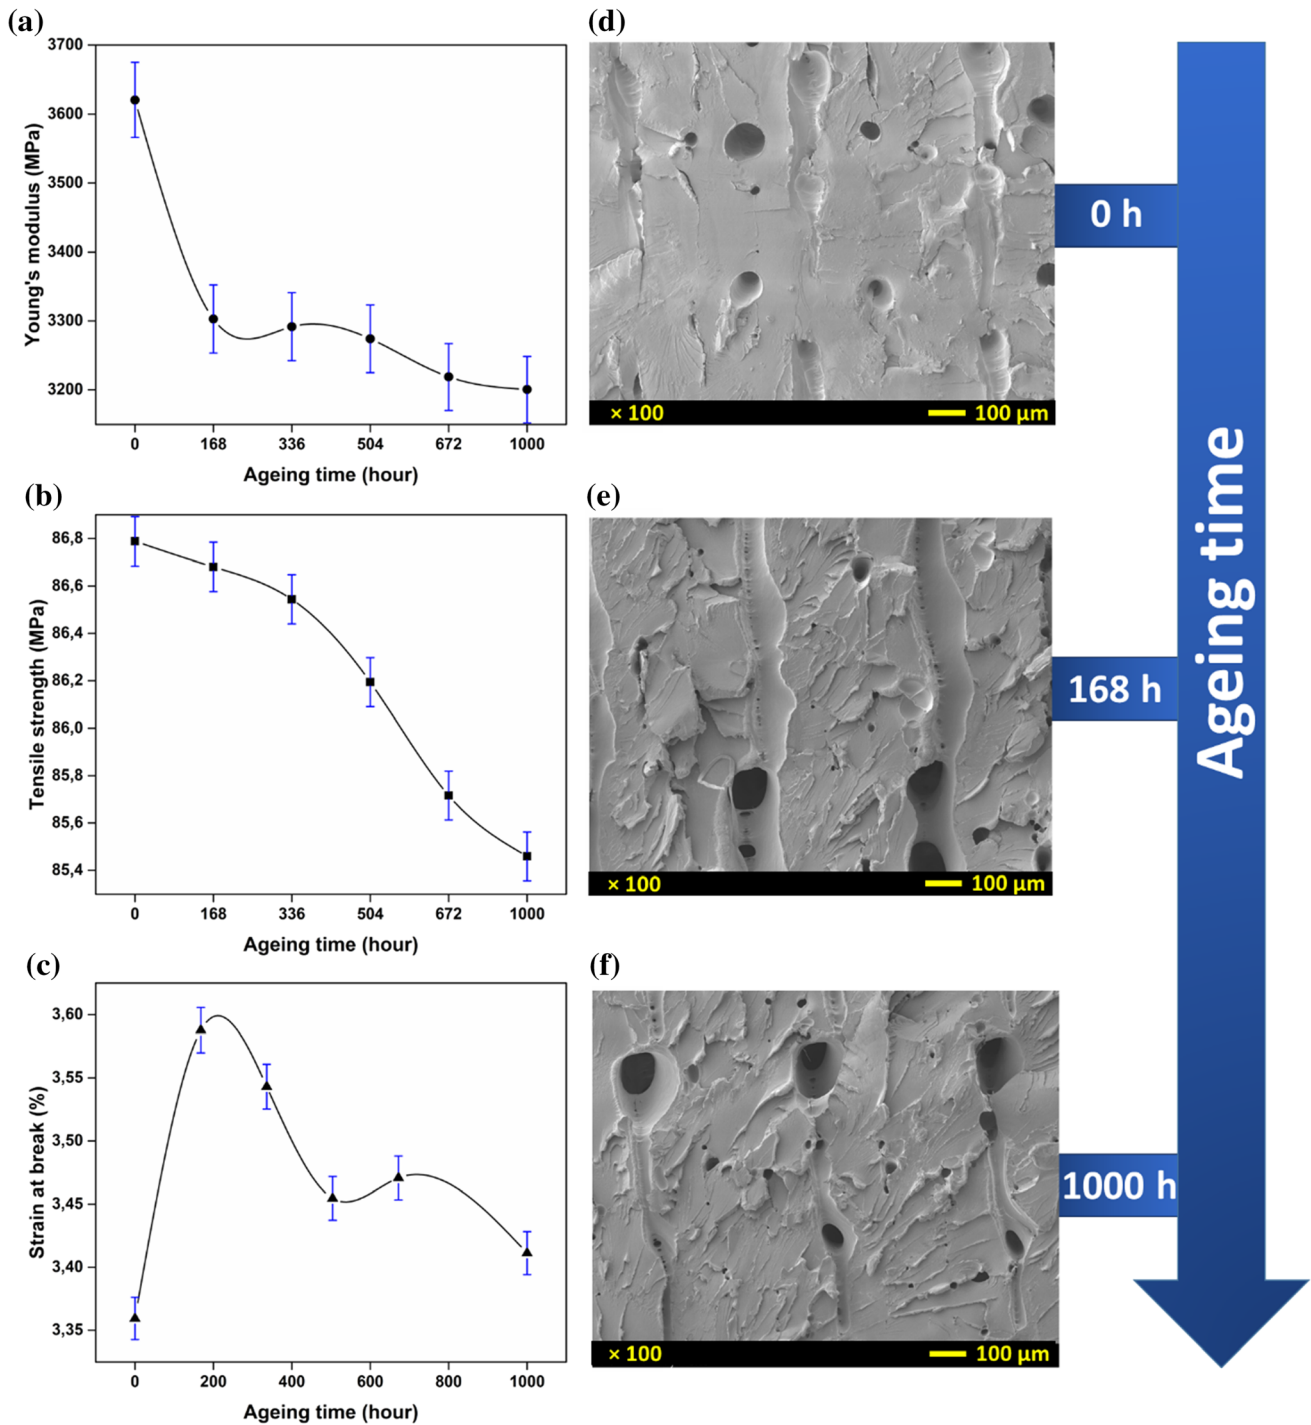 (a)
3700
3600
3500
3400
3300
3200
Young's modulus (MPa)
0 168 336 504 672 1000
Ageing time (hour)
(b)
86,8
86,6
86,4
86,2
86,0
85,8
85,6
85,4
Tensile strength (MPa)
0 168 336 504 672 1000
Ageing time (hour)
(c)
3,60
3,55
3,50
3,45
3,40
3,35
Strain at break (%)
0 200 400 600 800 1000
Ageing time (hour)
(d)
× 100 100 µm
0 h
(e)
× 100 100 µm
168 h
(f)
× 100 100 µm
1000 h
Ageing time